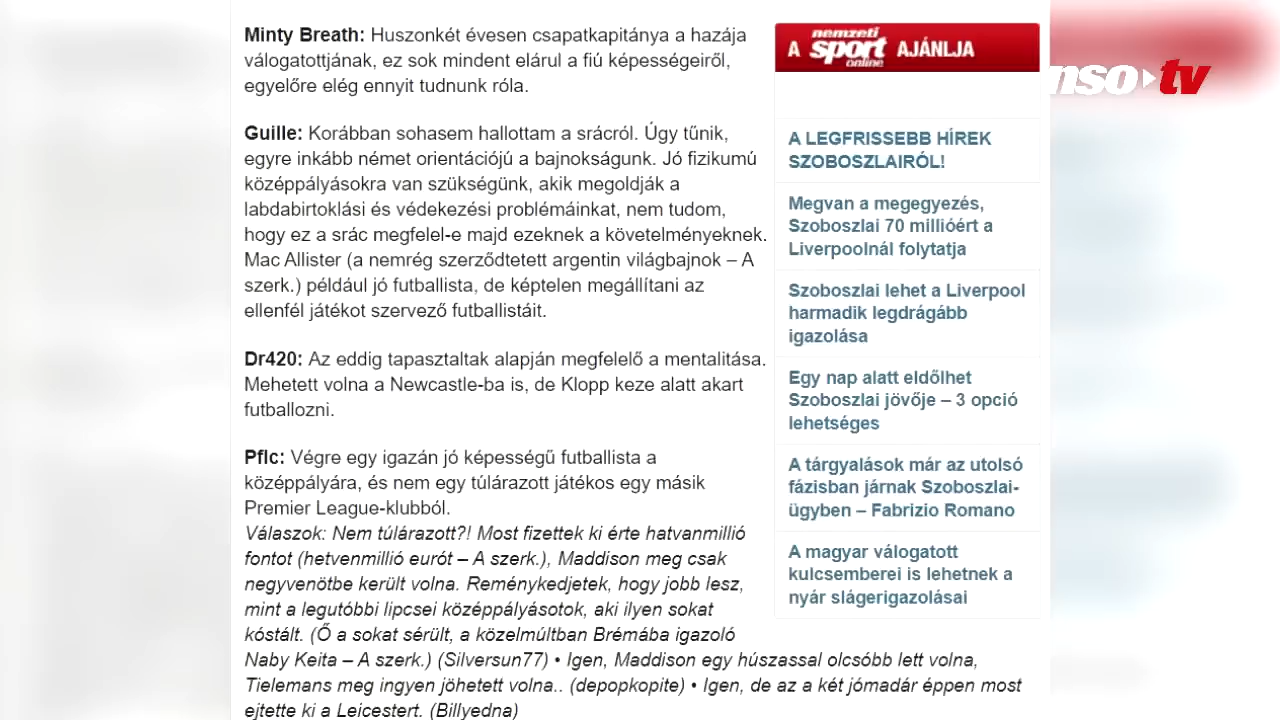 Minty Breath: Huszonkét évesen csapatkapitánya a hazája
válogatottjának, ez sok mindent elárul a fiú képességeiről,
egyelőre elég ennyit tudnunk róla.
Guille: Korábban sohasem hallottam a srácról. Úgy tűnik,
egyre inkább német orientációjú a bajnokságunk. Jó fizikumú
középpályásokra van szükségünk, akik megoldják a
labdabirtoklási és védekezési problémáinkat, nem tudom,
hogy ez a srác megfelel-e majd ezeknek a követelményeknek.
Mac Allister (a nemrég szerződtetett argentin világbajnok – A
szerk.) például jó futballista, de képtelen megállítani az
ellenfél játékot szervező futballistáit.
Dr420: Az eddig tapasztaltak alapján megfelelő a mentalitása.
Mehetett volna a Newcastle-ba is, de Klopp keze alatt akart
futballozni.
Pflc: Végre egy igazán jó képességű futballista a
középpályára, és nem egy túlárazott játékos egy másik
Premier League-klubból.
Válaszok: Nem túlárazott?! Most fizettek ki érte hatvanmillió
fontot (hetvenmillió eurót – A szerk.), Maddison meg csak
negyvenötbe került volna. Reménykedjetek, hogy jobb lesz,
mint a legutóbbi lipcsei középpályásotok, aki ilyen sokat
kóstált. (Ő a sokat sérült, a közelmúltban Brémába igazoló
Naby Keita – A szerk.) (Silversun77) • Igen, Maddison egy húszassal olcsóbb lett volna,
Tielemans meg ingyen jöhetett volna.. (depopkopite) • Igen, de az a két jómadár éppen most
ejtette ki a Leicestert. (Billyedna)
A nemzeti sport online AJÁNLJA
A LEGFRISSEBB HÍREK
SZOBOSZLAIRÓL!
Megvan a megegyezés,
Szoboszlai 70 millióért a
Liverpoolnál folytatja
Szoboszlai lehet a Liverpool
harmadik legdrágább
igazolása
Egy nap alatt eldőlhet
Szoboszlai jövője – 3 opció
lehetséges
A tárgyalások már az utolsó
fázisban járnak Szoboszlai-
ügyben – Fabrizio Romano
A magyar válogatott
kulcsemberei is lehetnek a
nyár slágerigazolásai
nso tv